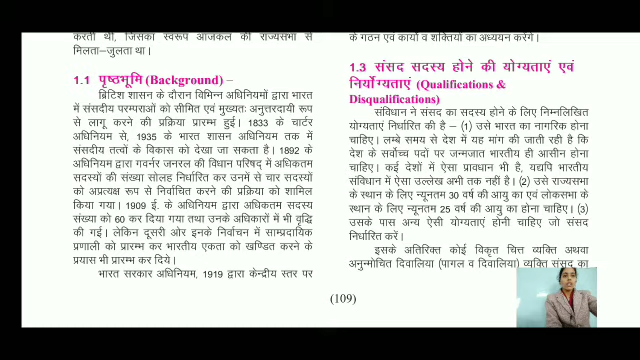 करती थी, जिसका स्वरूप आजकल की राज्यसभा से
मिलता-जुलता था।
1.1 पृष्ठभूमि (Background) –
ब्रिटिश शासन के दौरान विभिन्न अधिनियमों द्वारा भारत
में संसदीय परम्पराओं को सीमित एवं मुख्यतः अनुत्तरदायी रूप
से लागू करने की प्रक्रिया प्रारम्भ हुई। 1833 के चार्टर
अधिनियम से, 1935 के भारत शासन अधिनियम तक में
संसदीय तत्वों के विकास को देखा जा सकता है। 1892 के
अधिनियम द्वारा गवर्नर जनरल की विधान परिषद् में अधिकतम
सदस्यों की संख्या सोलह निर्धारित कर उनमें से चार सदस्यों
को अप्रत्यक्ष रूप से निर्वाचित करने की प्रक्रिया को शामिल
किया गया। 1909 ई. के अधिनियम द्वारा अधिकतम सदस्य
संख्या को 60 कर दिया गया तथा उनके अधिकारों में भी वृद्धि
की गई। लेकिन दूसरी ओर इनके निर्वाचन में साम्प्रदायिक
प्रणाली को प्रारम्भ कर भारतीय एकता को खण्डित करने के
प्रयास भी प्रारम्भ कर दिये।
भारत सरकार अधिनियम, 1919 द्वारा केन्द्रीय स्तर पर
के गठन एवं कार्यो व शक्तियों का अध्ययन करेंगे।
1.3 संसद सदस्य होने की योग्यताएं एवं
निर्योग्यताएं (Qualifications &
Disqualifications)
संविधान ने संसद का सदस्य होने के लिए निम्नलिखित
योग्यताएं निर्धारित की है – (1) उसे भारत का नागरिक होना
चाहिए। लम्बे समय से देश में यह मांग की जाती रही है कि
देश के सर्वोच्च पदों पर जन्मजात भारतीय ही आसीन होना
चाहिए। कई देशों में ऐसा प्रावधान भी है, यद्यपि भारतीय
संविधान में ऐसा उल्लेख अभी तक नहीं है। (2) उसे राज्यसभा
के स्थान के लिए न्यूनतम 30 वर्ष की आयु का एवं लोकसभा के
स्थान के लिए न्यूनतम 25 वर्ष की आयु का होना चाहिए। (3)
उसके पास अन्य ऐसी योग्यताएं होनी चाहिए जो संसद
निर्धारित करें।
इसके अतिरिक्त कोई विकृत चित्त व्यक्ति अथवा
अनुन्मोचित दिवालिया (पागल व दिवालिया) व्यक्ति संसद का
(109)